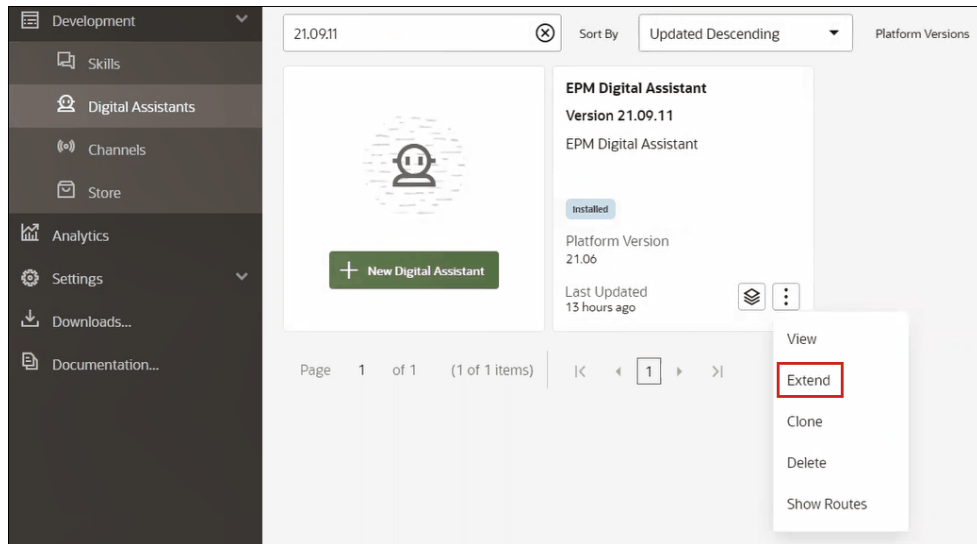 Development
Skills
Digital Assistants
Channels
Store
Analytics
Settings
Downloads...
Documentation...
21.09.11
Sort By
Updated Descending
Platform Versions
New Digital Assistant
EPM Digital Assistant
Version 21.09.11
EPM Digital Assistant
Installed
Platform Version
21.06
Last Updated
13 hours ago
View
Extend
Clone
Delete
Show Routes
Page 1 of 1 (1 of 1 items) 1